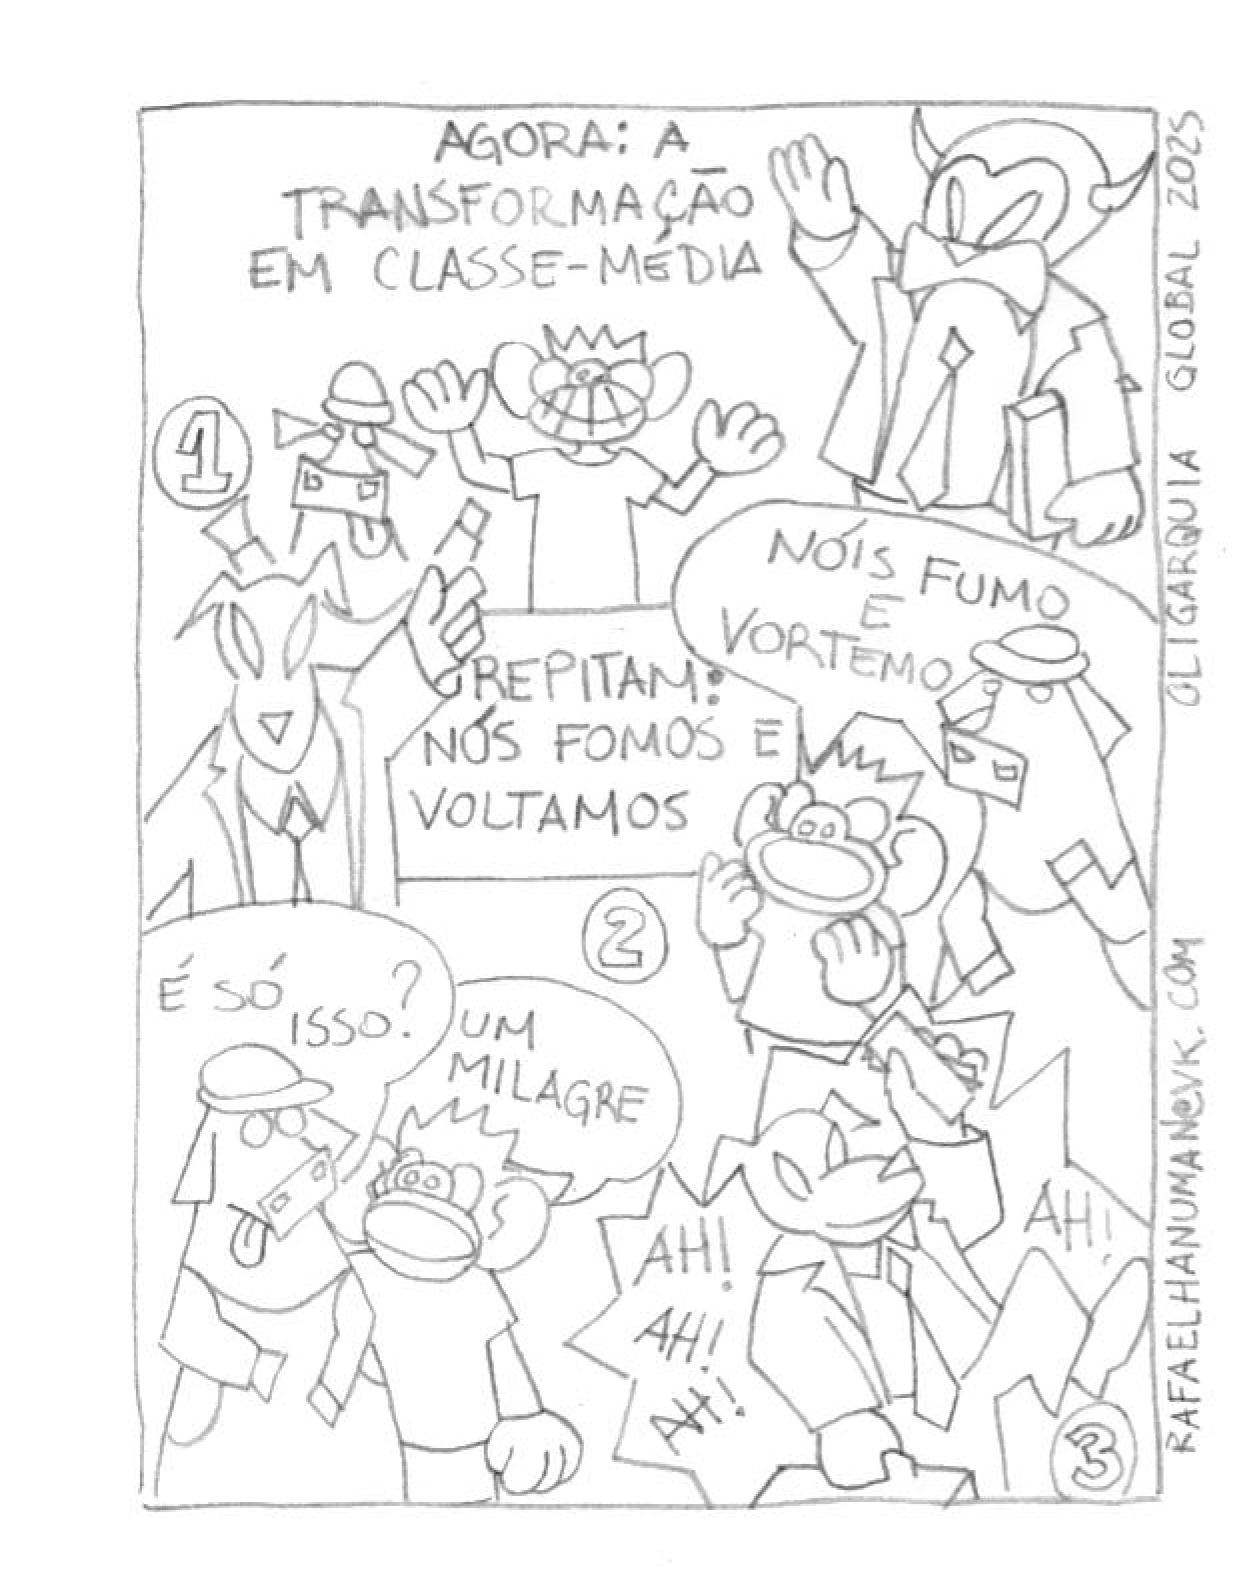 AGORA: A
TRANSFORMAÇÃO
EM CLASSE-MÉDIA
1
NÓIS FUMO
E
VORTEMO
REPITAM:
NÓS FOMOS E
VOLTAMOS
2
É SÓ
ISSO?
UM
MILAGRE
AH!
AH!
AH!
AH!
3
OLIGARQUIA GLOBAL 2025
RAFAELHANUMAN@VK.COM